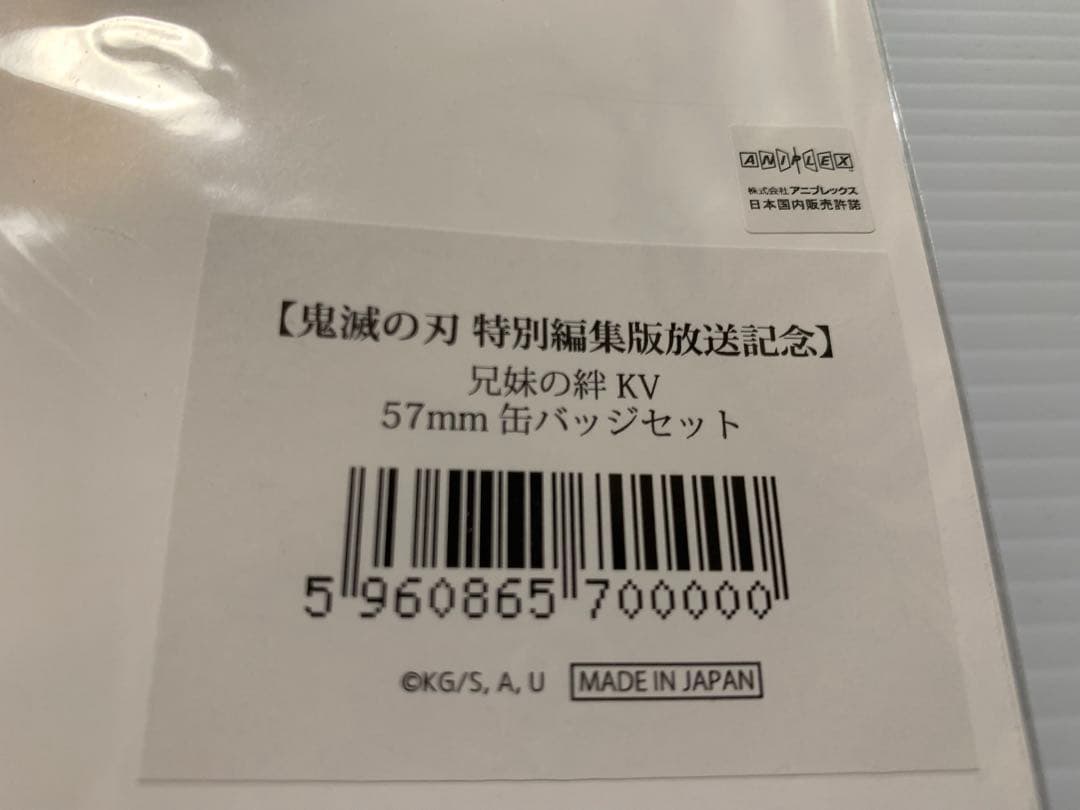 ANIPLEX
株式会社アニプレックス
日本国内販売許諾
【鬼滅の刃 特別編集版放送記念】
兄妹の絆 KV
57mm 缶バッジセット
5 960865 700000
©KG/S, A, U
MADE IN JAPAN